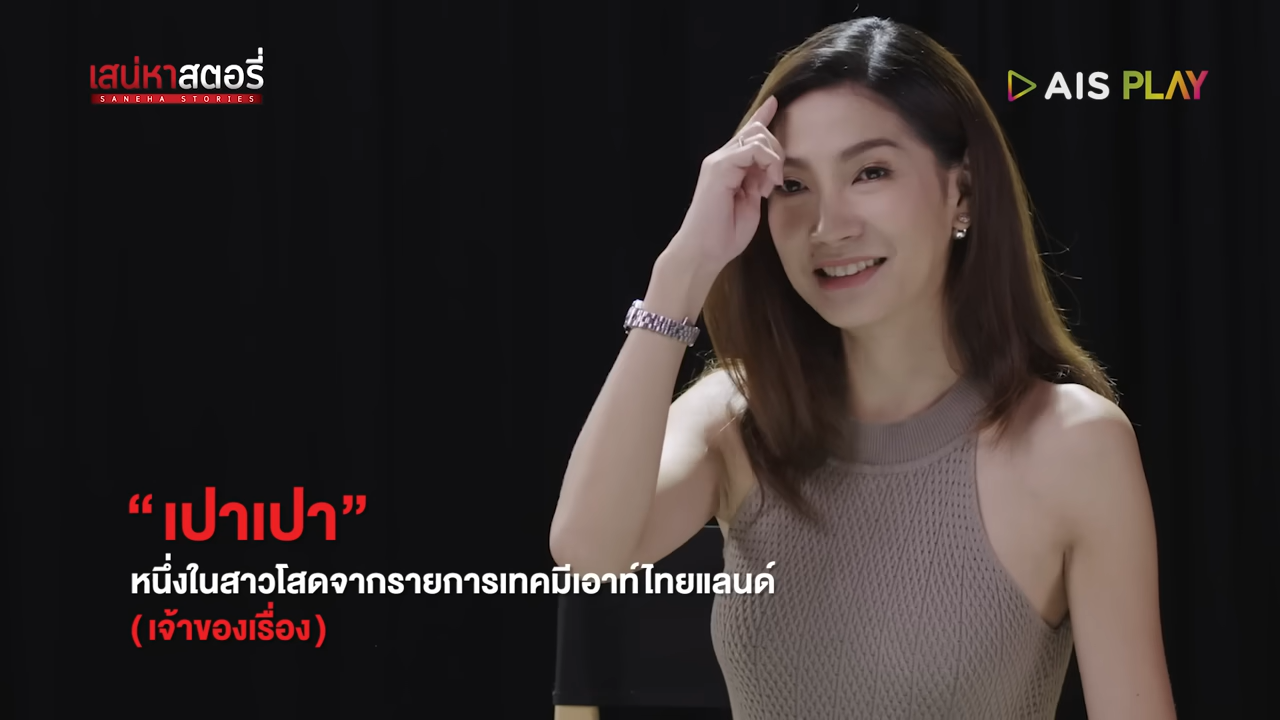 เสน่หาสตอรี่
SANEHA STORIES
AIS PLAY
“เปาเปา”
หนึ่งในสาวโสดจากรายการเทคมีเอาท์ไทยแลนด์
(เจ้าของเรื่อง)